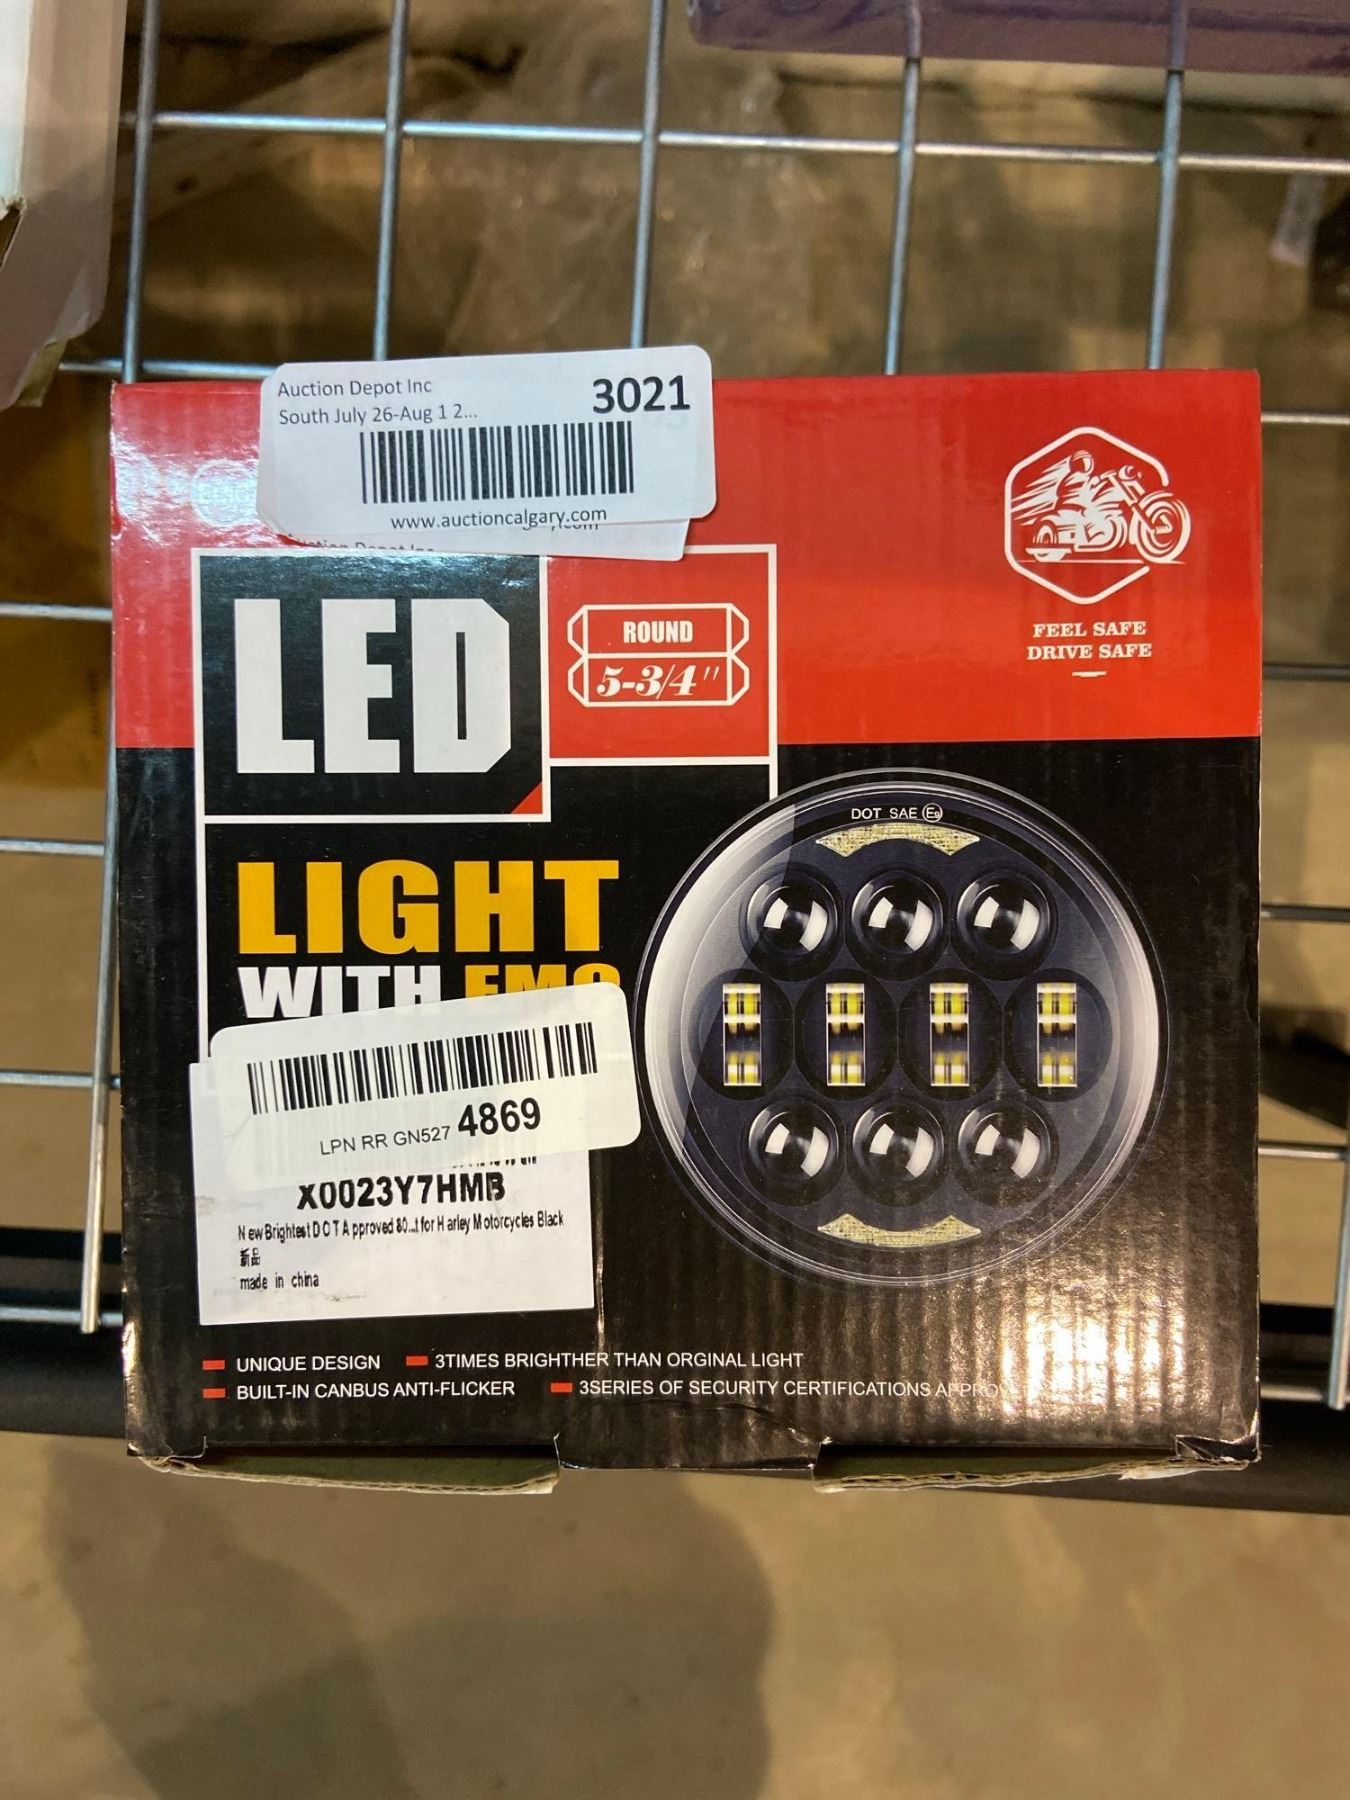 Auction Depot Inc
3021
South July 26-Aug 1 2...
www.auctioncalgary.com
FEEL SAFE
DRIVE SAFE
LED
ROUND
5-3/4"
LIGHT
WITH EMC
DOT SAE E9
LPN RR GN527 4869
X0023Y7HMB
New Brightest DOT Approved 80...t for Harley Motorcycles Black
新品
made in china
UNIQUE DESIGN
3TIMES BRIGHTHER THAN ORGINAL LIGHT
BUILT-IN CANBUS ANTI-FLICKER
3SERIES OF SECURITY CERTIFICATIONS